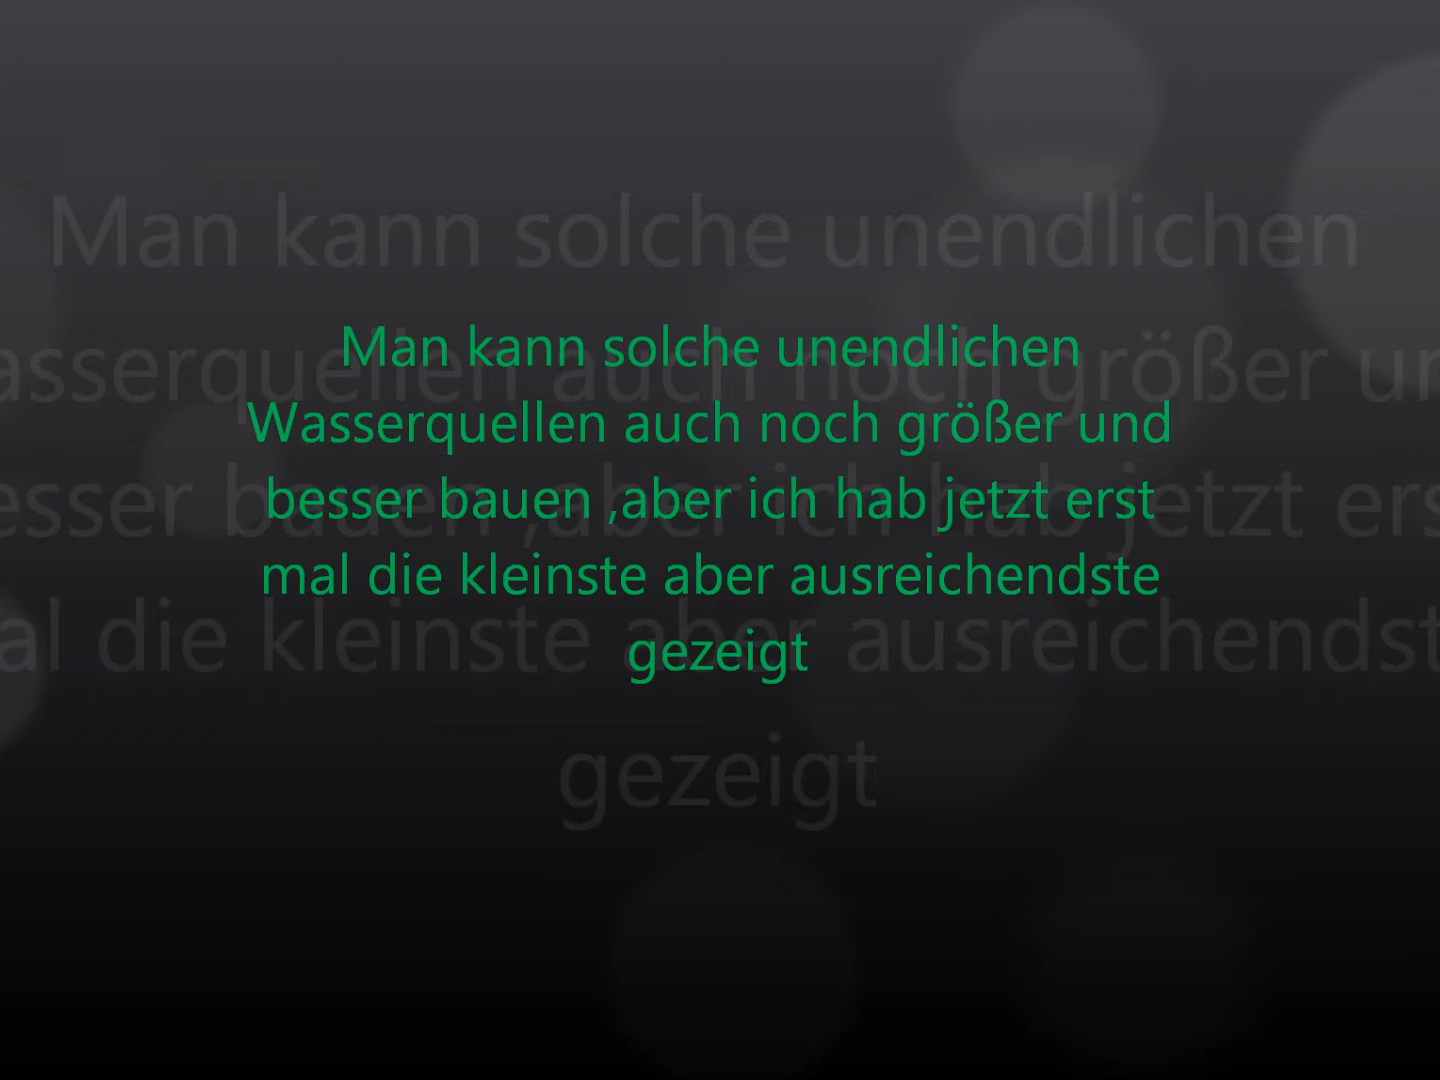 Man kann solche unendlichen
Wasserquellen auch noch größer und
besser bauen ,aber ich hab jetzt erst
mal die kleinste aber ausreichendste
gezeigt